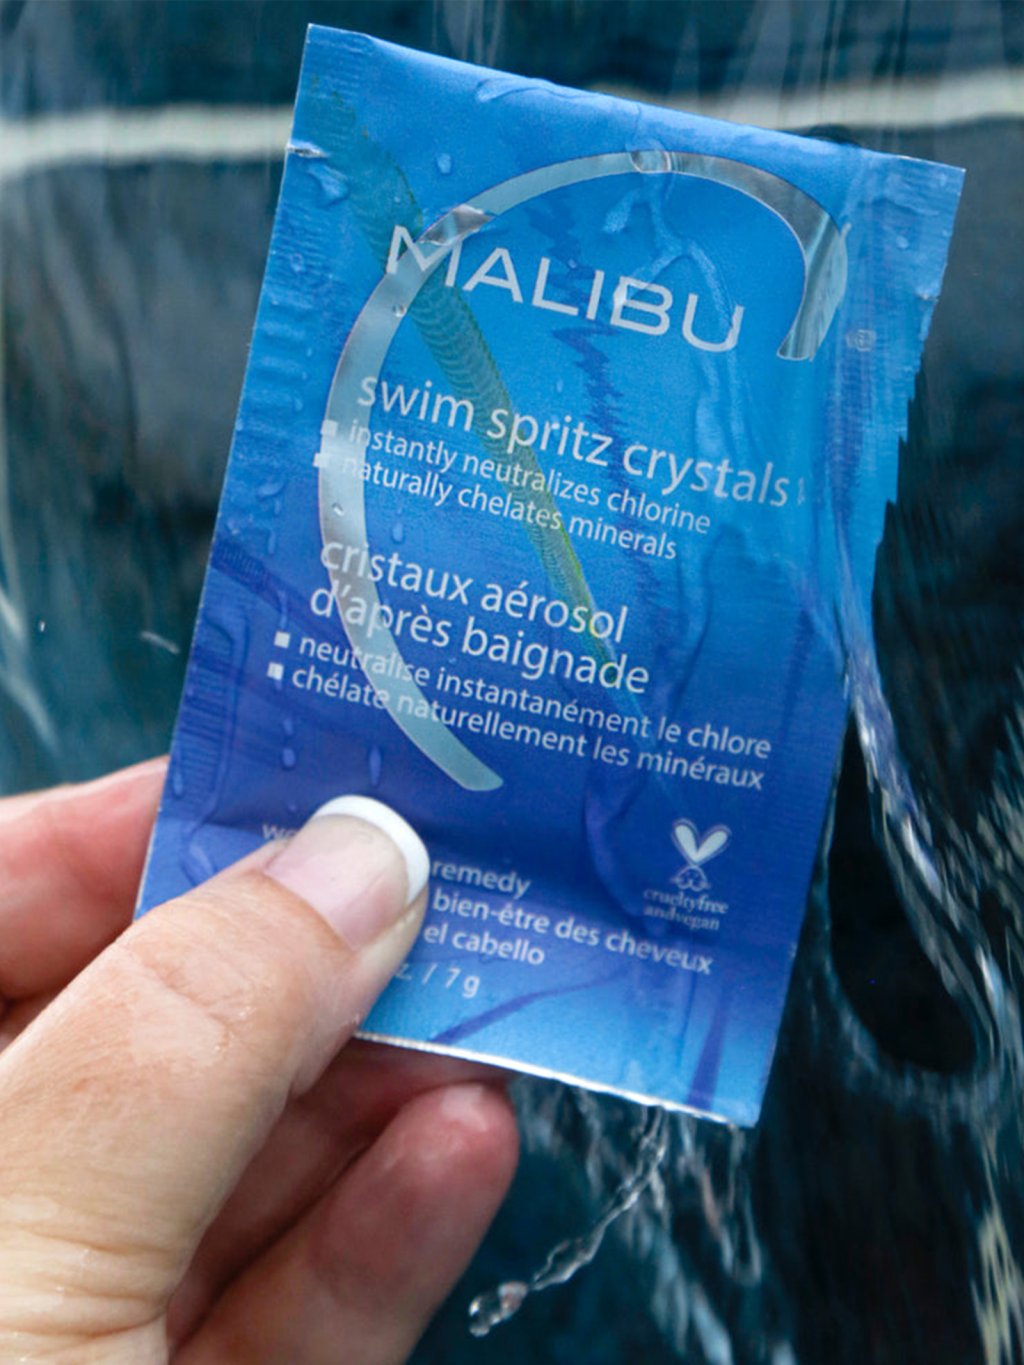 MALIBU
swim spritz crystals
▪ instantly neutralizes chlorine
▪ naturally chelates minerals
cristaux aérosol
d'après baignade
▪ neutralise instantanément le chlore
▪ chélate naturellement les minéraux
remedy
bien-être des cheveux
el cabello
/ 7 g
crueltyfree
andvegan